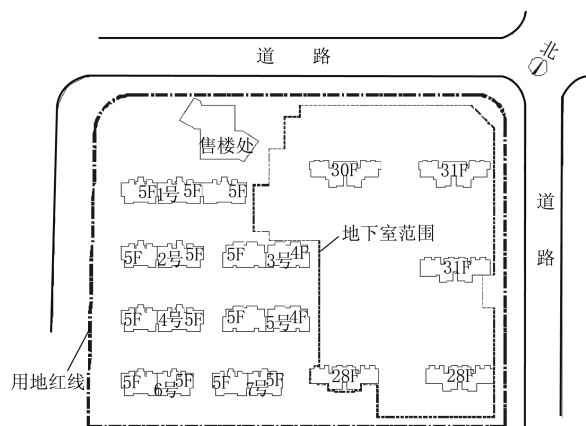 道 路
北
售楼处
30F 31F
5F 1号 5F 5F
道 路
地下室范围
5F 2号 5F 5F 3号 4F
31F
5F 4号 5F 5F 5号 4F
用地红线
5F 6号 5F 5F 7号 5F 28F 28F